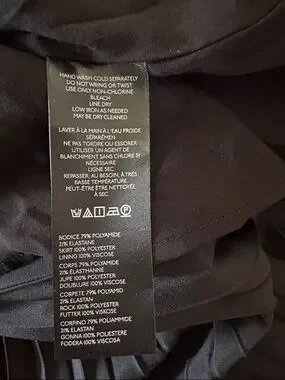 HAND WASH COLD SEPARATELY
DO NOT WRING OR TWIST
USE ONLY NON-CHLORINE
BLEACH
LINE DRY
LOW IRON AS NEEDED
MAY BE DRY CLEANED
LAVER À LA MAIN À L'EAU FROIDE
SÉPARÉMEN
NE PAS TORDRE OU ESSORER
UTILISER UN AGENT DE
BLANCHIMENT SANS CHLORE SI
NÉCESSAIRE
LIGNE SEC
REPASSER, AU BESOIN, À TRÈS
BASSE TEMPÉRATURE
PEUT-ÊTRE ÊTRE NETTOYÉE
À SEC
BODICE 79% POLYAMIDE
21% ELASTANE
SKIRT 100% POLYESTER
LINING 100% VISCOSE
CORPS 79% POLYAMIDE
21% ÉLASTHANNE
JUPE 100% POLYESTER
DOUBLURE 100% VISCOSE
CORPETE 79% POLYAMID
21% ELASTAN
ROCK 100% POLYESTER
FUTTER 100% VISKOSE
CORPINO 79% POLIAMMIDE
21% ELASTAN
GONNA 100% POLIESTERE
FODERA 100% VISCOSA